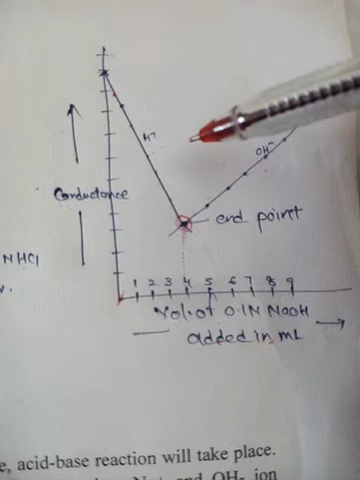 H+
OH-
Conductance
end point
N HCl
1 2 3 4 5 6 7 8 9
Vol. of 0.1N NaOH
added in mL
e, acid-base reaction will take place.
and OH- ion